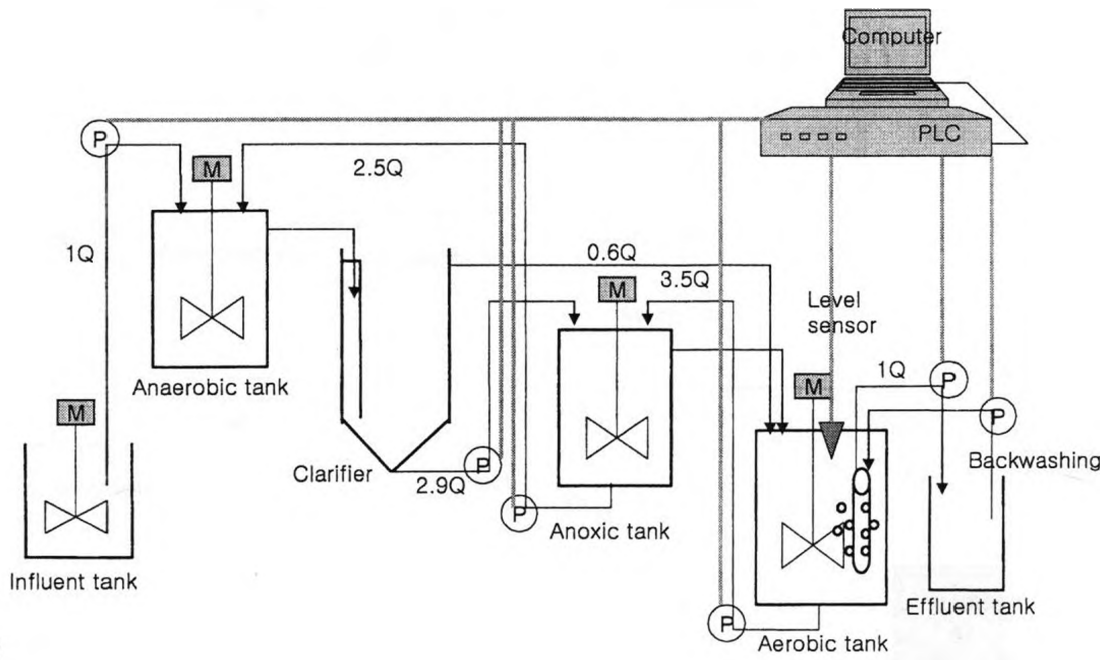 Computer
PLC
P
M
2.5Q
1Q
0.6Q
3.5Q
M
Level
sensor
Anaerobic tank
M
1Q
P
M
P
Backwashing
Clarifier
P
2.9Q
P
Anoxic tank
Influent tank
Effluent tank
P
Aerobic tank